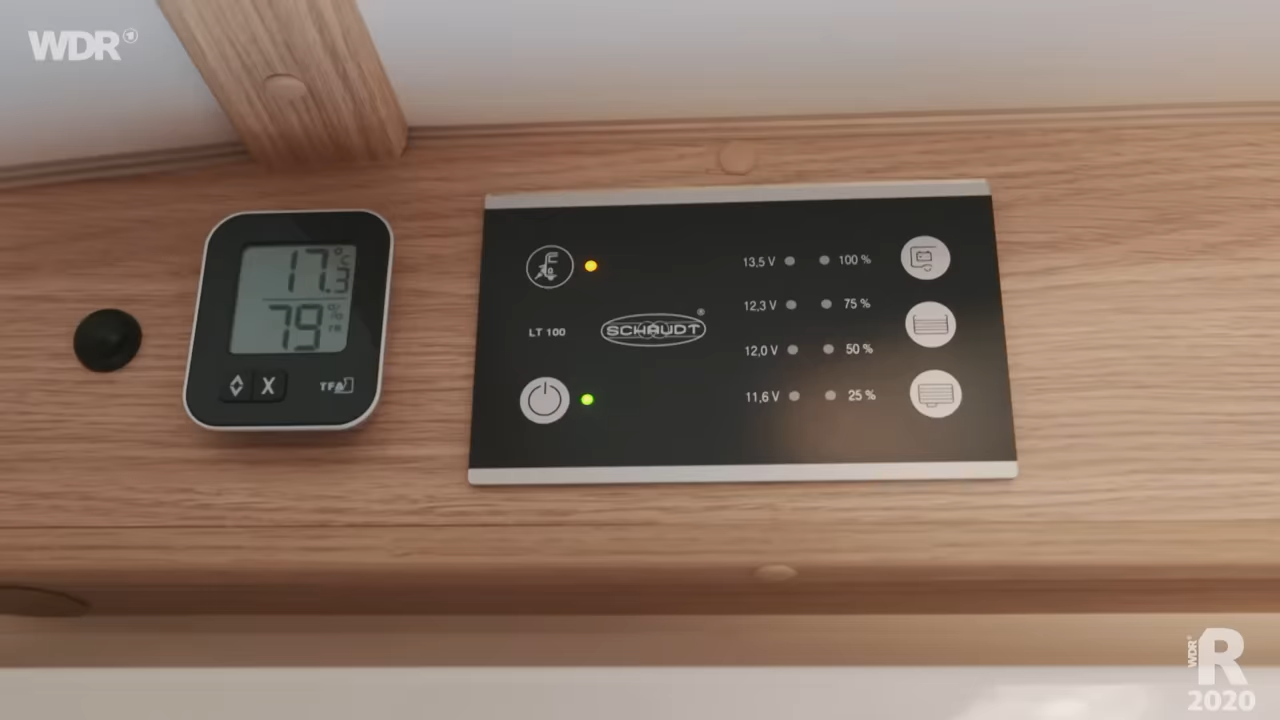 WDR
17.3 °C
79 %
TFA
LT 100
SCHAUDT®
13,5 V 100 %
12,3 V 75 %
12,0 V 50 %
11,6 V 25 %
WDR
R
2020